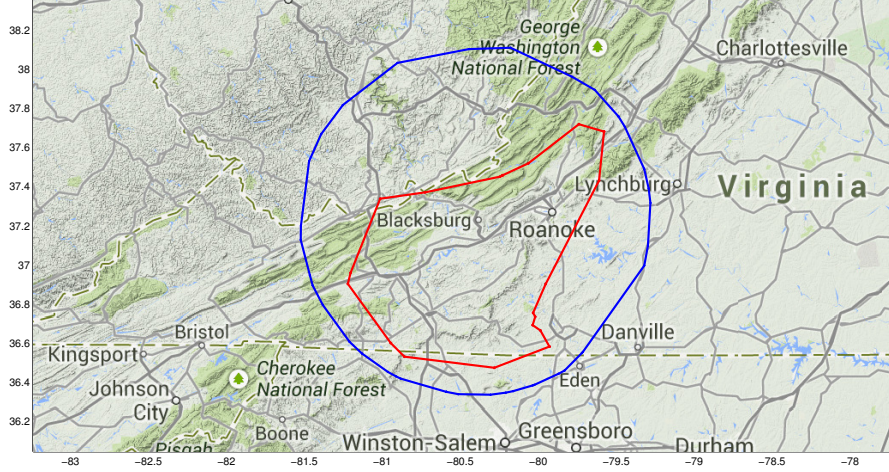 38.2
38
37.8
37.6
37.4
37.2
37
36.8
36.6
36.4
36.2
George
Washington
National Forest
Charlottesville
Lynchburg
Virginia
Blacksburg
Roanoke
Bristol
Kingsport
Danville
Cherokee
National Forest
Johnson
City
Eden
Boone
Pisgah
Winston-Salem
Greensboro
Durham
−83 −82.5 −82 −81.5 −81 −80.5 −80 −79.5 −79 −78.5 −78